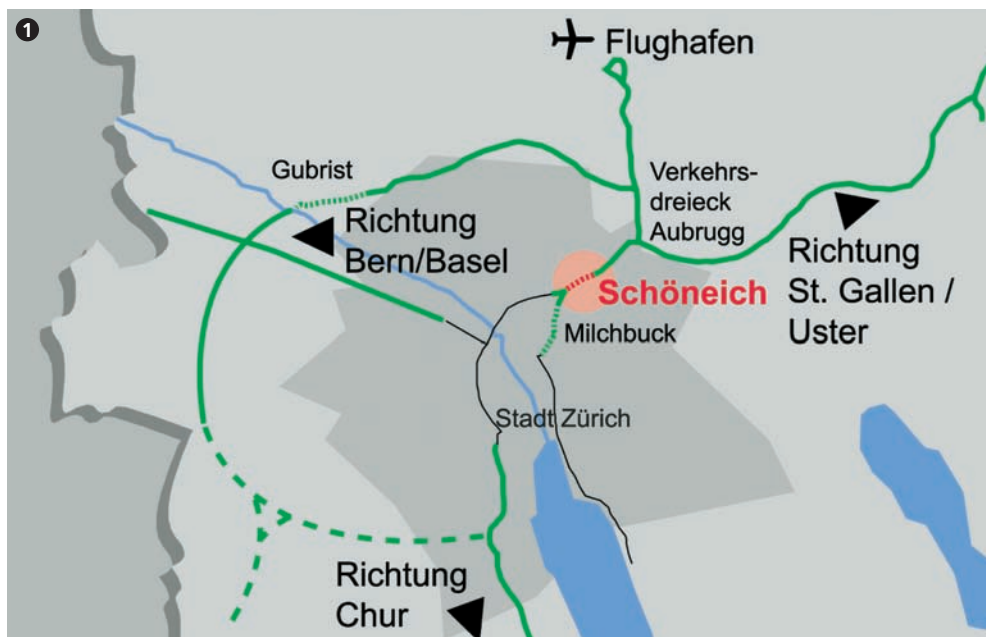 1
Flughafen
Gubrist
Verkehrs-
dreieck
Aubrugg
Richtung
Bern/Basel
Richtung
St. Gallen /
Uster
Schöneich
Milchbuck
Stadt Zürich
Richtung
Chur